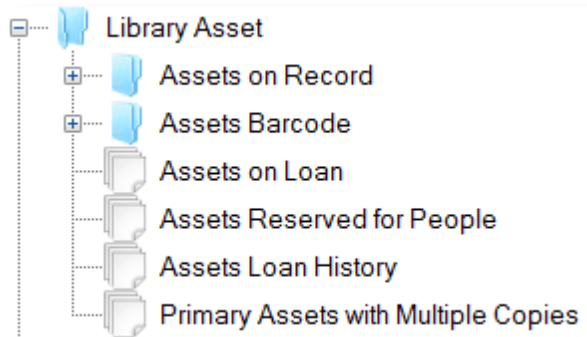 Library Asset
Assets on Record
Assets Barcode
Assets on Loan
Assets Reserved for People
Assets Loan History
Primary Assets with Multiple Copies